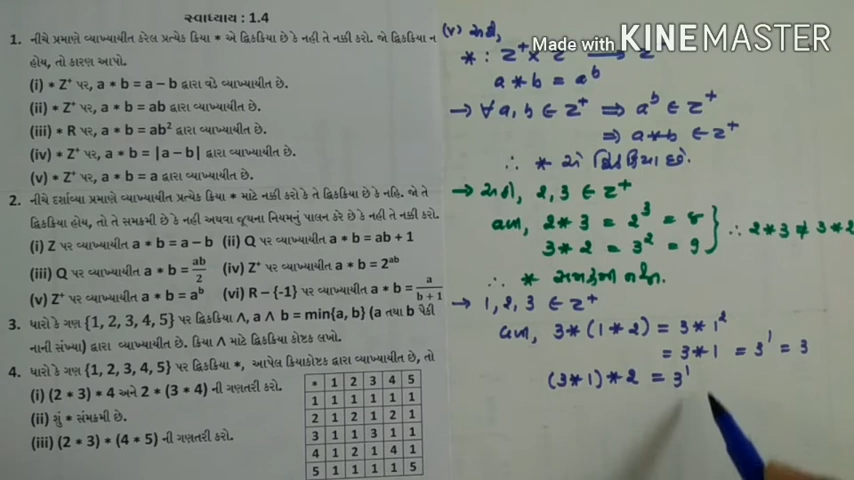 સ્વાધ્યાય : 1.4
1. નીચે પ્રમાણે વ્યાખ્યાયીત કરેલ પ્રત્યેક ક્રિયા * એ દ્વિક્ક્રિયા છે કે નહી તે નક્કી કરો. જો દ્વિક્ક્રિયા ન
હોય, તો કારણ આપો.
(i) * Z⁺ પર, a * b = a – b દ્વારા વડે વ્યાખ્યાયીત છે.
(ii) * Z⁺ પર, a * b = ab દ્વારા વ્યાખ્યાયીત છે.
(iii) * R પર, a * b = ab² દ્વારા વ્યાખ્યાયીત છે.
(iv) * Z⁺ પર, a * b = |a – b| દ્વારા વ્યાખ્યાયીત છે.
(v) * Z⁺ પર, a * b = a દ્વારા વ્યાખ્યાયીત છે.
2. નીચે દર્શાવ્યા પ્રમાણે વ્યાખ્યાયીત પ્રત્યેક ક્રિયા * માટે નક્કી કરો કે તે દ્વિક્ક્રિયા છે કે નહિ. જો તે
દ્વિક્ક્રિયા હોય, તો તે સમક્રમી છે કે નહી અથવા જૂથના નિયમનું પાલન કરે છે કે નહી તે નક્કી કરો.
(i) Z પર વ્યાખ્યાયીત a * b = a – b (ii) Q પર વ્યાખ્યાયીત a * b = ab + 1
(iii) Q પર વ્યાખ્યાયીત a * b = ab/2 (iv) Z⁺ પર વ્યાખ્યાયીત a * b = 2ᵃᵇ
(v) Z⁺ પર વ્યાખ્યાયીત a * b = aᵇ (vi) R – {-1} પર વ્યાખ્યાયીત a * b = a/(b + 1)
3. ધારો કે ગણ {1, 2, 3, 4, 5} પર દ્વિક્ક્રિયા ∧, a ∧ b = min{a, b} (a તથા b પૈકી
નાની સંખ્યા) દ્વારા વ્યાખ્યાયીત છે. ક્રિયા ∧ માટે ક્રિયાકોષ્ટક લખો.
4. ધારો કે ગણ {1, 2, 3, 4, 5} પર દ્વિક્ક્રિયા *, આપેલ ક્રિયાકોષ્ટક દ્વારા વ્યાખ્યાયીત છે, તો
(i) (2 * 3) * 4 અને 2 * (3 * 4) ની ગણતરી કરો.
(ii) શું * સમક્રમી છે.
(iii) (2 * 3) * (4 * 5) ની ગણતરી કરો.
* 1 2 3 4 5
1 1 1 1 1 1
2 1 2 1 2 1
3 1 1 3 1 1
4 1 2 1 4 1
5 1 1 1 1 5
(v) અહી,
Made with KINEMASTER
* : Z⁺ × Z⁺ → Z⁺
a * b = aᵇ
→ ∀ a, b ∈ Z⁺ ⇒ aᵇ ∈ Z⁺
⇒ a * b ∈ Z⁺
∴ * એ દ્વિક્ક્રિયા છે.
→ અહી, 2, 3 ∈ Z⁺
તથા, 2 * 3 = 2³ = 8
3 * 2 = 3² = 9 } ∴ 2 * 3 ≠ 3 * 2
∴ * સમક્રમી નથી.
→ 1, 2, 3 ∈ Z⁺
તથા, 3 * (1 * 2) = 3 * 1²
= 3 * 1 = 3¹ = 3
(3 * 1) * 2 = 3¹